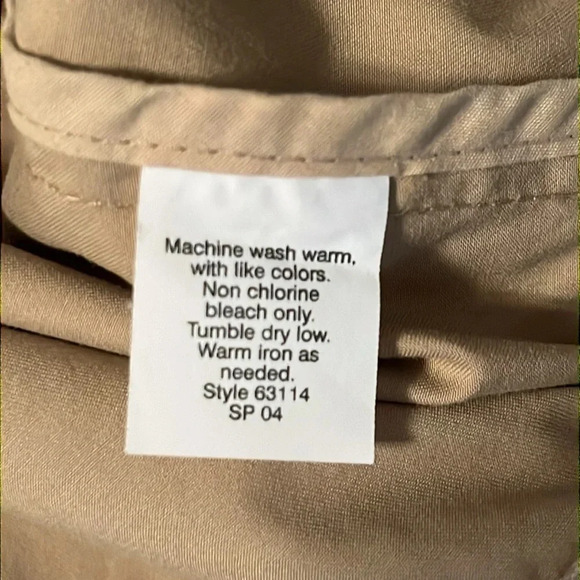 Machine wash warm,
with like colors.
Non chlorine
bleach only.
Tumble dry low.
Warm iron as
needed.
Style 63114
SP 04